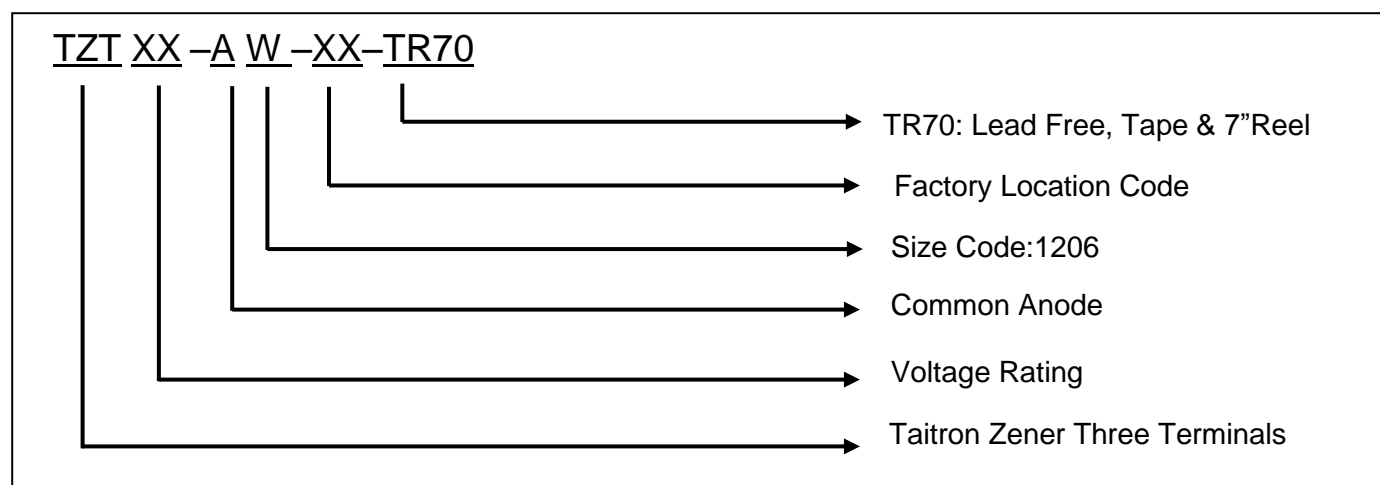 TZT XX –A W –XX–TR70
TR70: Lead Free, Tape & 7”Reel
Factory Location Code
Size Code:1206
Common Anode
Voltage Rating
Taitron Zener Three Terminals